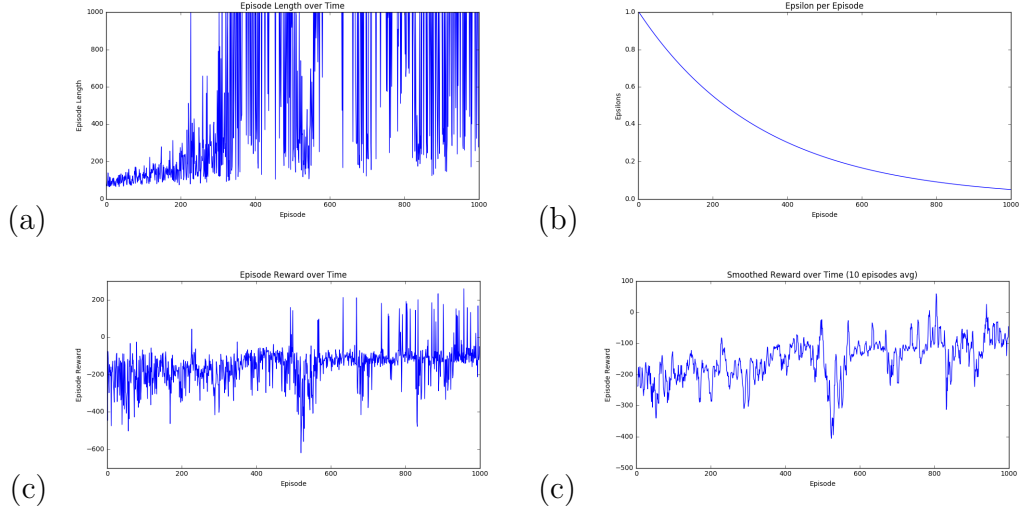 Episode Length over Time
1000
800
600
400
200
0
Episode Length
0 200 400 600 800 1000
Episode
(a)
Epsilon per Episode
1.0
0.8
0.6
0.4
0.2
0.0
Epsilons
0 200 400 600 800 1000
Episode
(b)
Episode Reward over Time
200
0
−200
−400
−600
Episode Reward
0 200 400 600 800 1000
Episode
(c)
Smoothed Reward over Time (10 episodes avg)
100
0
−100
−200
−300
−400
−500
Episode Reward
0 200 400 600 800 1000
Episode
(c)